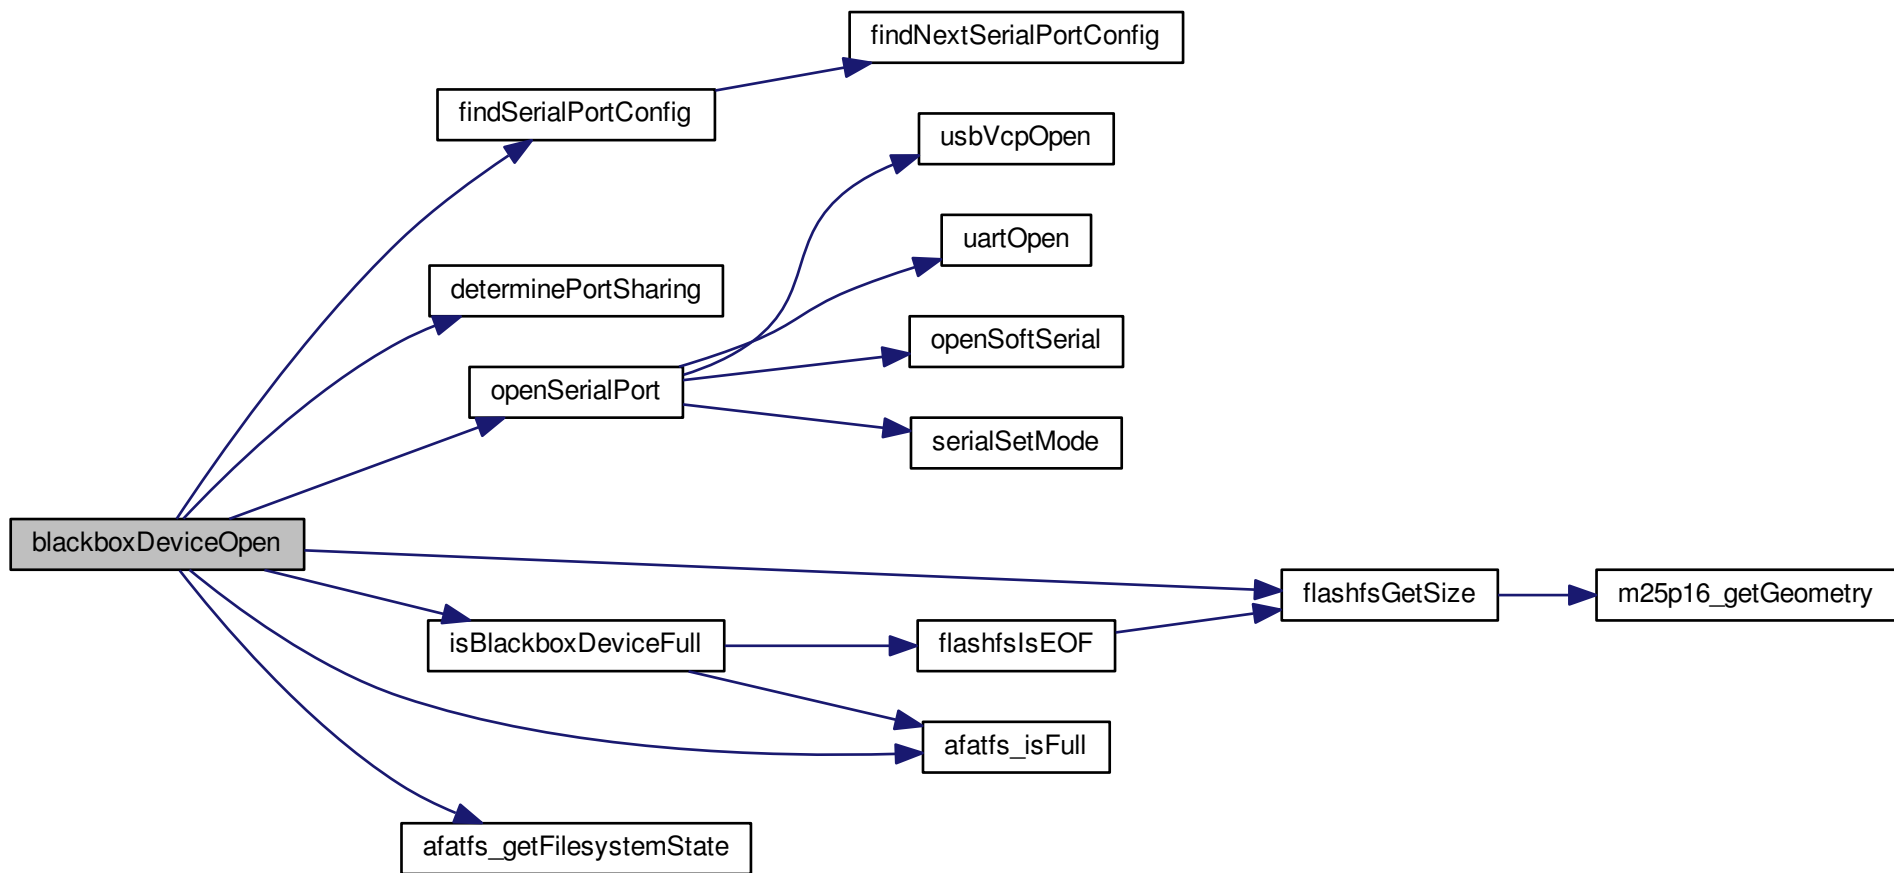 findNextSerialPortConfig
findSerialPortConfig
usbVcpOpen
uartOpen
determinePortSharing
openSoftSerial
openSerialPort
serialSetMode
blackboxDeviceOpen
flashfsGetSize
m25p16_getGeometry
isBlackboxDeviceFull
flashfsIsEOF
afatfs_isFull
afatfs_getFilesystemState